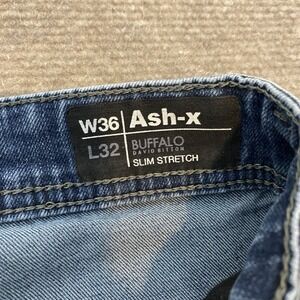 W36 Ash-x
L32 BUFFALO
DAVID BITTON
SLIM STRETCH